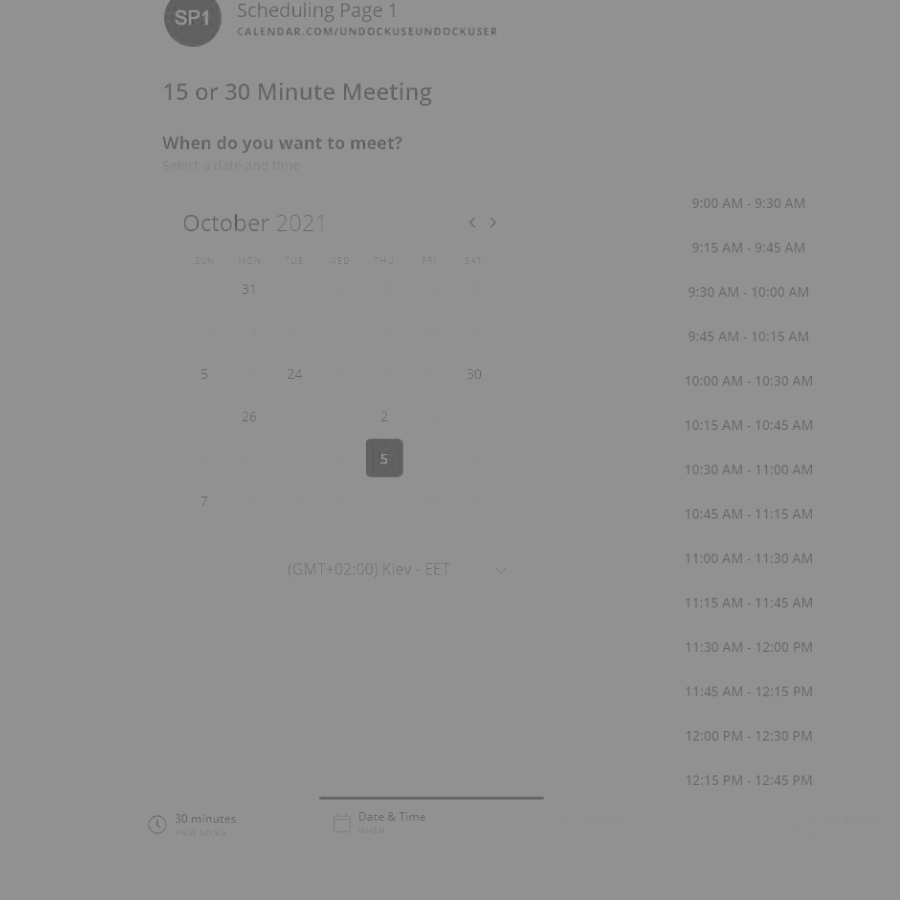 SP1
Scheduling Page 1
CALENDAR.COM/UNDOCKUSEUNDOCKUSER
15 or 30 Minute Meeting
When do you want to meet?
Select a date and time
October 2021
SUN MON TUE WED THU FRI SAT
31
5 24 30
26 2
5
7
(GMT+02:00) Kiev - EET
9:00 AM - 9:30 AM
9:15 AM - 9:45 AM
9:30 AM - 10:00 AM
9:45 AM - 10:15 AM
10:00 AM - 10:30 AM
10:15 AM - 10:45 AM
10:30 AM - 11:00 AM
10:45 AM - 11:15 AM
11:00 AM - 11:30 AM
11:15 AM - 11:45 AM
11:30 AM - 12:00 PM
11:45 AM - 12:15 PM
12:00 PM - 12:30 PM
12:15 PM - 12:45 PM
30 minutes
HOW LONG
Date & Time
WHEN